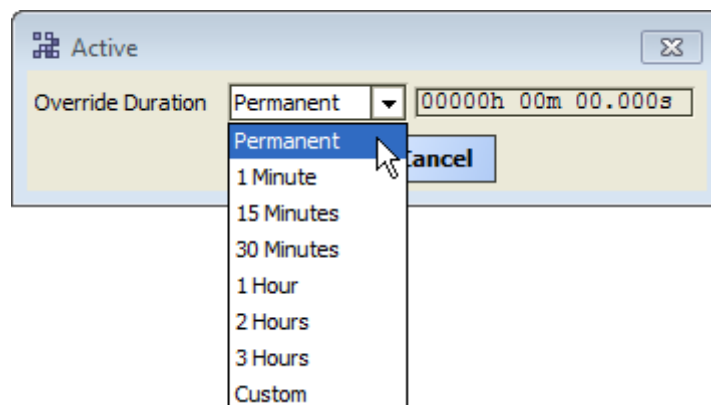 Active
Override Duration Permanent 00000h 00m 00.000s
Permanent
Cancel
1 Minute
15 Minutes
30 Minutes
1 Hour
2 Hours
3 Hours
Custom